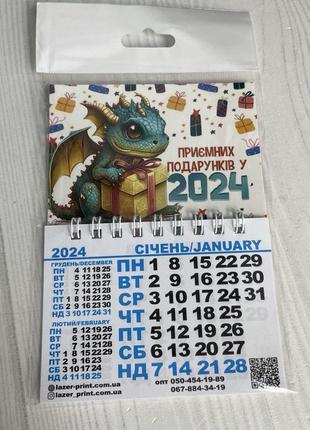 ПРИЄМНИХ
ПОДАРУНКІВ У
2024
2024
СІЧЕНЬ/JANUARY
ГРУДЕНЬ/DECEMBER
ПН 4 11 18 25
ВТ 5 12 19 26
СР 6 13 20 27
ЧТ 7 14 21 28
ПТ 1 8 15 22 29
СБ 2 9 16 23 30
НД 3 10 17 24 31
ЛЮТИЙ/FEBRUARY
ПН 5 12 19 26
ВТ 6 13 20 27
СР 7 14 21 28
ЧТ 1 8 15 22 29
ПТ 2 9 16 23
СБ 3 10 17 24
НД 4 11 18 25
ПН 1 8 15 22 29
ВТ 2 9 16 23 30
СР 3 10 17 24 31
ЧТ 4 11 18 25
ПТ 5 12 19 26
СБ 6 13 20 27
НД 7 14 21 28
lazer-print.com.ua
lazer_print.com.ua
опт 050-454-19-89
067-884-34-19